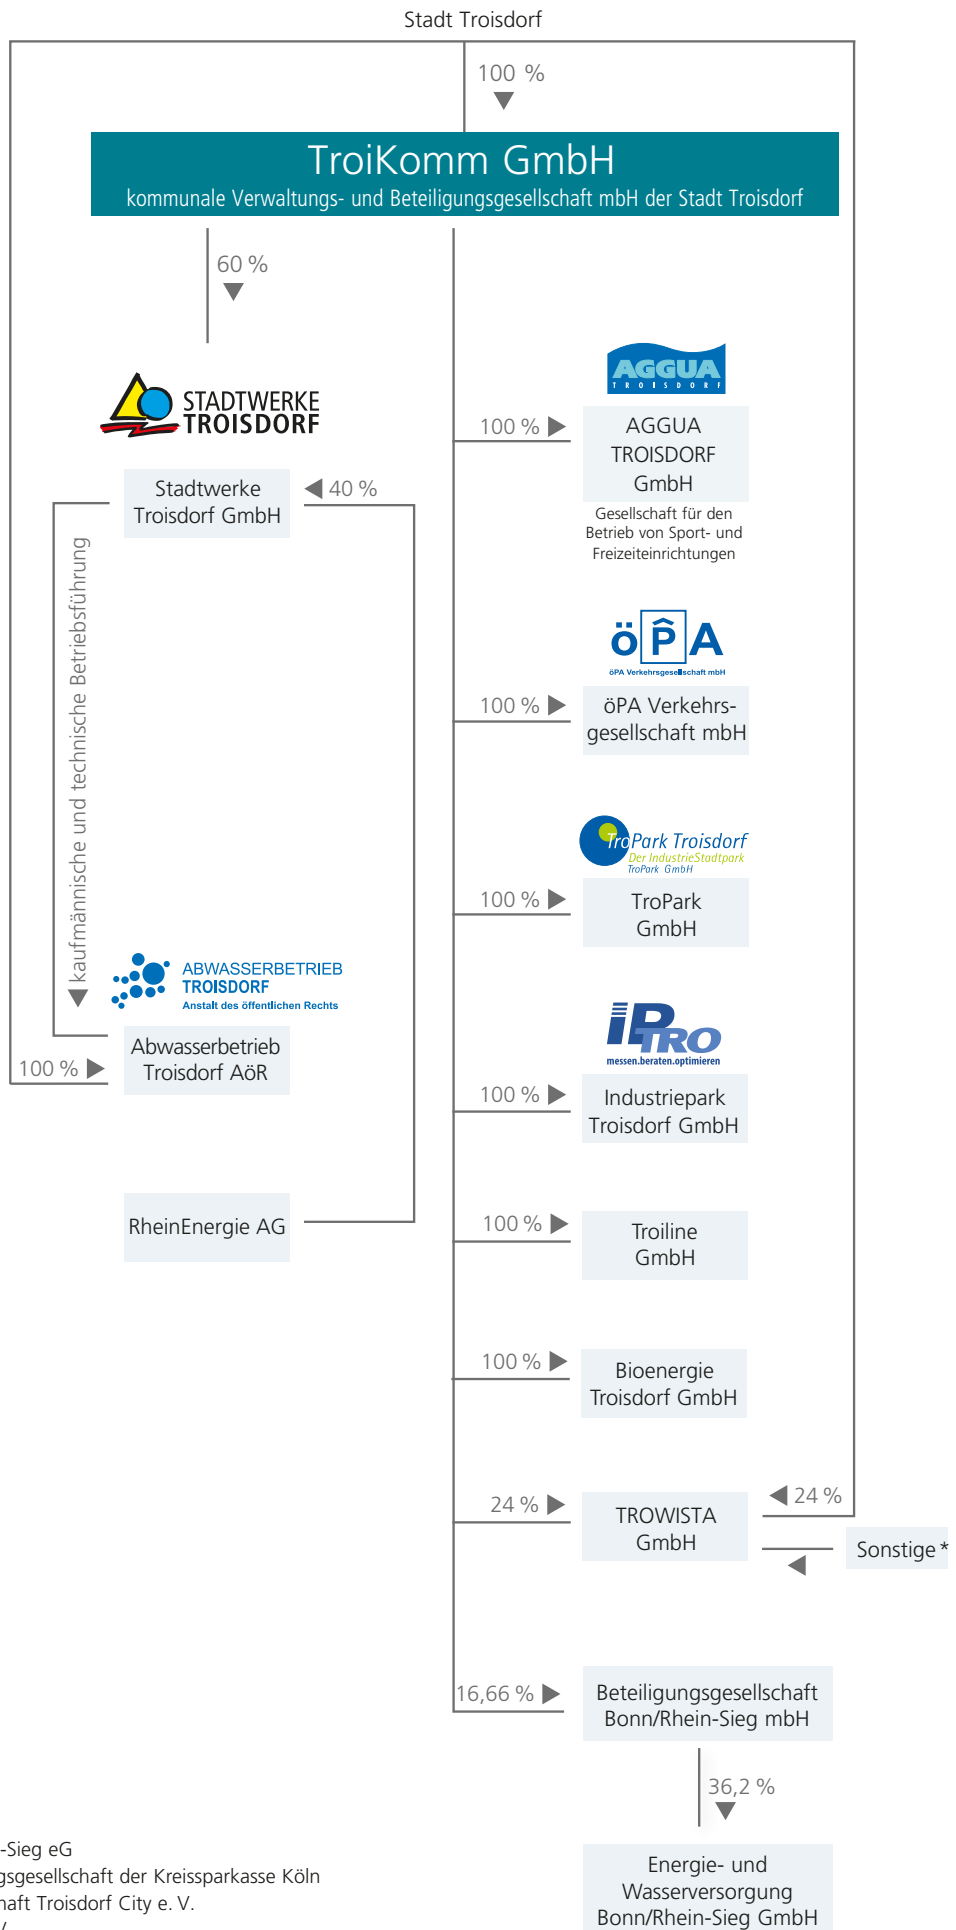 Stadt Troisdorf
100 %
TroiKomm GmbH
kommunale Verwaltungs- und Beteiligungsgesellschaft mbH der Stadt Troisdorf
60 %
STADTWERKE
TROISDORF
Stadtwerke
Troisdorf GmbH
40 %
kaufmännische und technische Betriebsführung
ABWASSERBETRIEB
TROISDORF
Anstalt des öffentlichen Rechts
100 %
Abwasserbetrieb
Troisdorf AöR
RheinEnergie AG
AGGUA
TROISDORF
100 %
AGGUA
TROISDORF
GmbH
Gesellschaft für den
Betrieb von Sport- und
Freizeiteinrichtungen
öPA
öPA Verkehrsgesellschaft mbH
100 %
öPA Verkehrs-
gesellschaft mbH
TroPark Troisdorf
Der IndustrieStadtpark
TroPark GmbH
100 %
TroPark
GmbH
iPTRO
messen.beraten.optimieren
100 %
Industriepark
Troisdorf GmbH
100 %
Troiline
GmbH
100 %
Bioenergie
Troisdorf GmbH
24 %
TROWISTA
GmbH
24 %
Sonstige *
16,66 %
Beteiligungsgesellschaft
Bonn/Rhein-Sieg mbH
36,2 %
Energie- und
Wasserversorgung
Bonn/Rhein-Sieg GmbH
-Sieg eG
gsgesellschaft der Kreissparkasse Köln
haft Troisdorf City e. V.